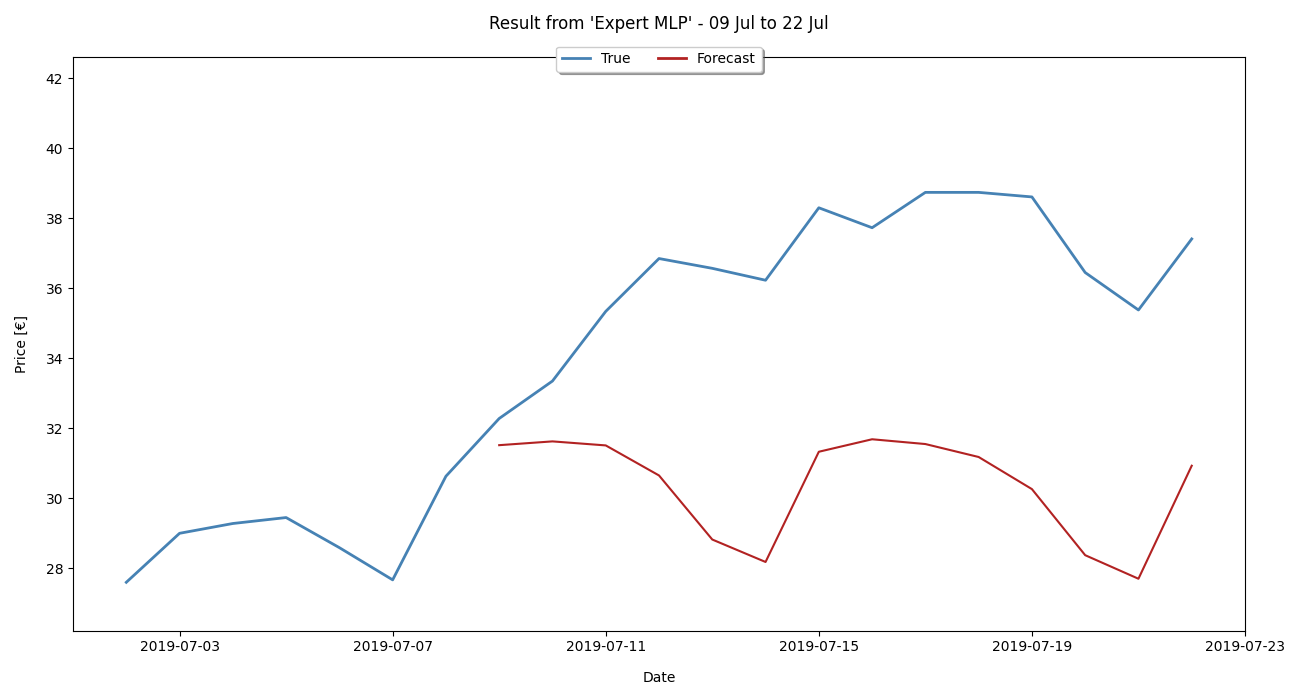 Result from 'Expert MLP' - 09 Jul to 22 Jul
True Forecast
42
40
38
36
34
32
30
28
Price [€]
2019-07-03 2019-07-07 2019-07-11 2019-07-15 2019-07-19 2019-07-23
Date